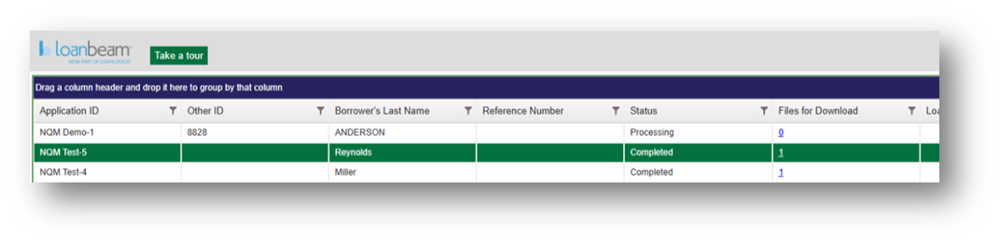 loanbeam
NOW PART OF LOANLOGICS
Take a tour
Drag a column header and drop it here to group by that column
Application ID Other ID Borrower's Last Name Reference Number Status Files for Download Loa
NQM Demo-1 8828 ANDERSON Processing 0
NQM Test-5 Reynolds Completed 1
NQM Test-4 Miller Completed 1